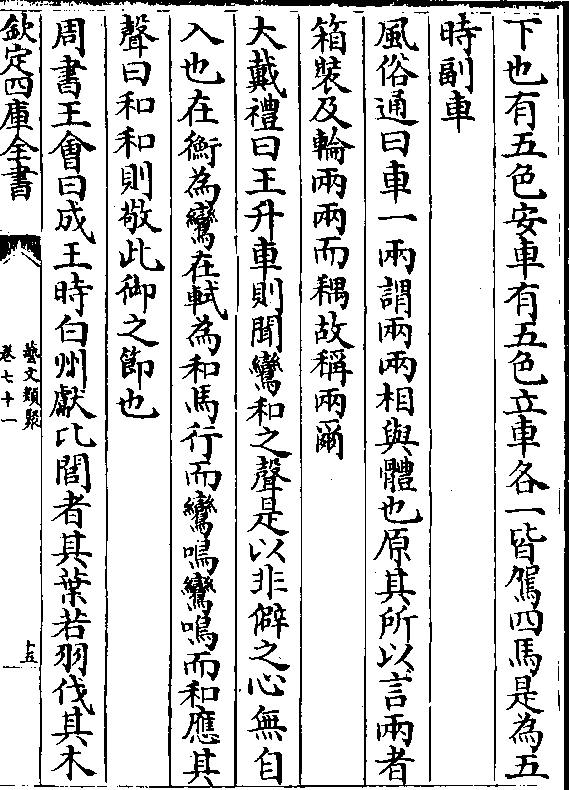 下也有五色安車有五色立車各一皆駕四馬是為五
時副車
風俗通曰車一兩謂兩兩相與體也原其所以言兩者
箱裝及輪兩兩而耦故稱兩爾
大戴禮曰王升車則聞鸞和之聲是以非僻之心無自
入也在衡為鸞在軾為和馬行而鸞鳴鸞鳴而和應其
聲曰和和則敬此御之節也
周書王會曰成王時白州獻比閭者其葉若羽伐其木
欽定四庫全書
藝文類聚
卷七十一
十五